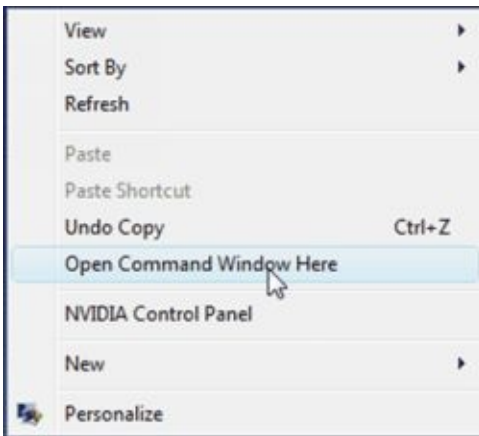 View
Sort By
Refresh
Paste
Paste Shortcut
Undo Copy Ctrl+Z
Open Command Window Here
NVIDIA Control Panel
New
Personalize